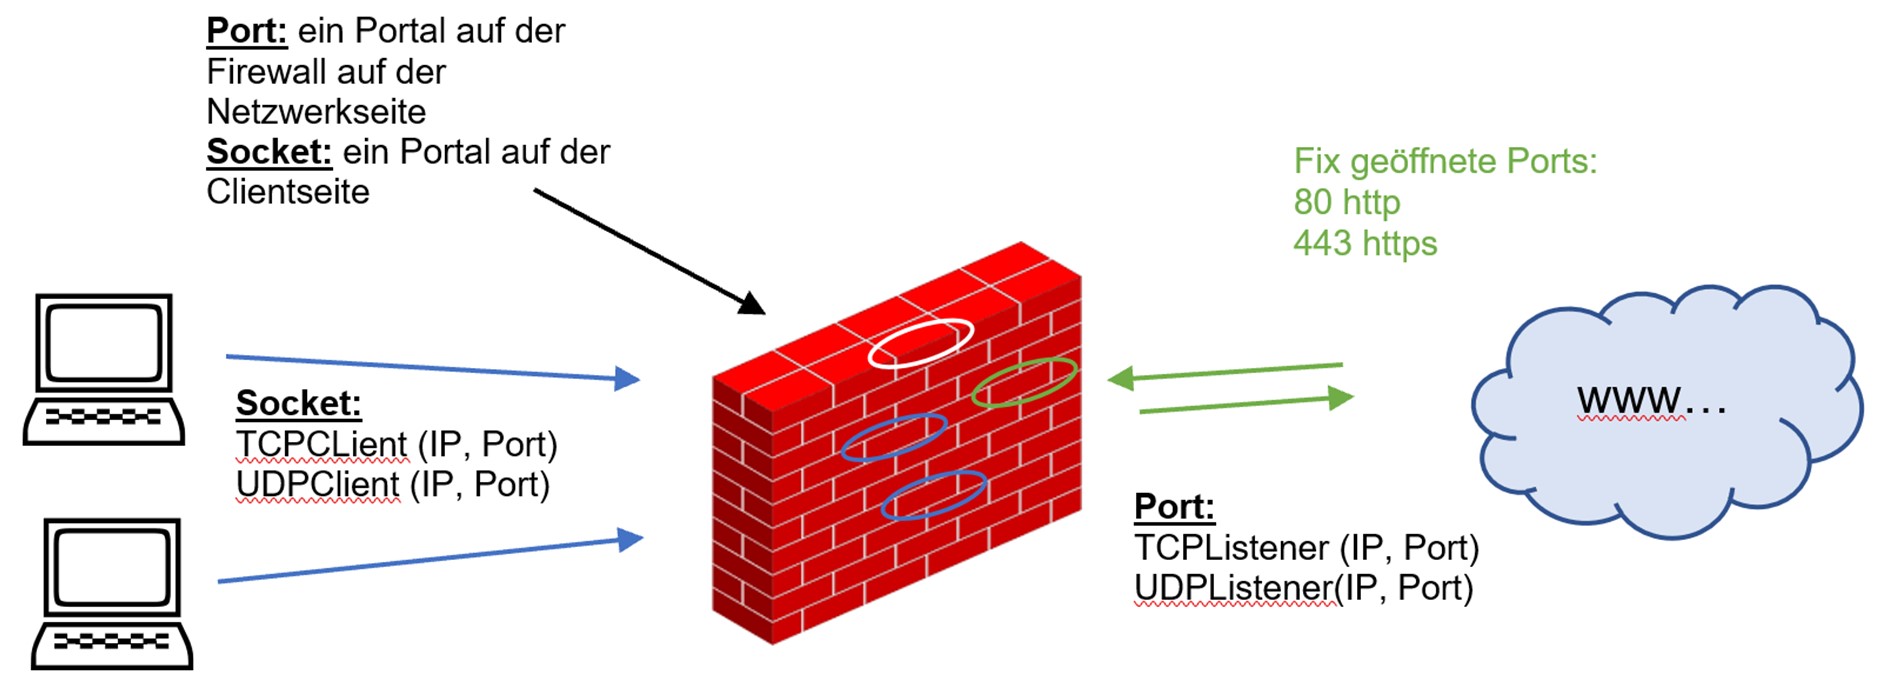 Port: ein Portal auf der
Firewall auf der
Netzwerkseite
Socket: ein Portal auf der
Clientseite
Fix geöffnete Ports:
80 http
443 https
Socket:
TCPCLient (IP, Port)
UDPClient (IP, Port)
www...
Port:
TCPListener (IP, Port)
UDPListener(IP, Port)